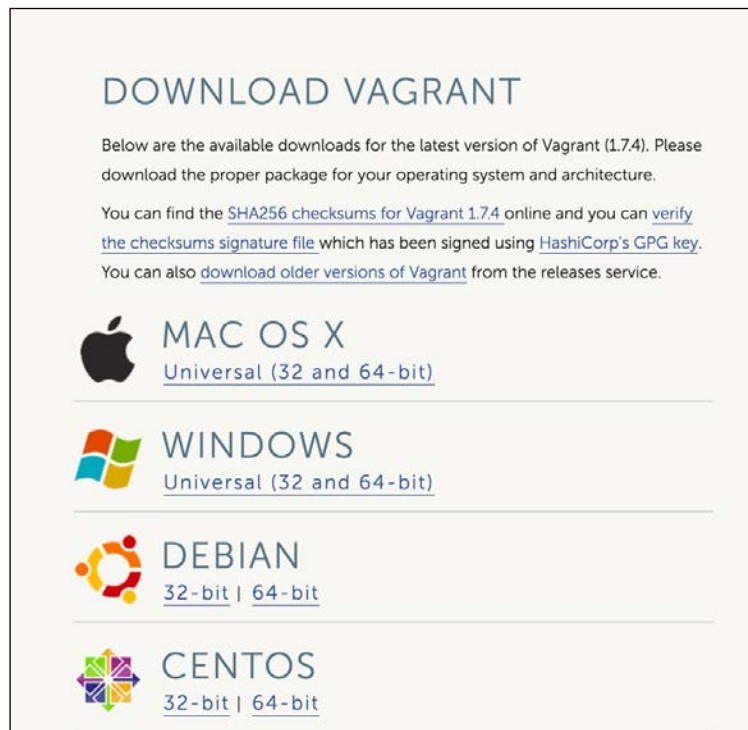 DOWNLOAD VAGRANT
Below are the available downloads for the latest version of Vagrant (1.7.4). Please
download the proper package for your operating system and architecture.
You can find the SHA256 checksums for Vagrant 1.7.4 online and you can verify
the checksums signature file which has been signed using HashiCorp's GPG key.
You can also download older versions of Vagrant from the releases service.
MAC OS X
Universal (32 and 64-bit)
WINDOWS
Universal (32 and 64-bit)
DEBIAN
32-bit | 64-bit
CENTOS
32-bit | 64-bit